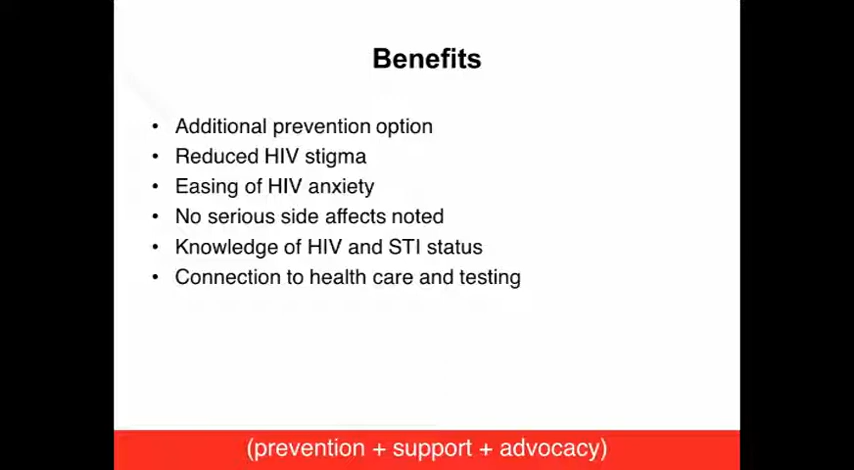 Benefits
• Additional prevention option
• Reduced HIV stigma
• Easing of HIV anxiety
• No serious side affects noted
• Knowledge of HIV and STI status
• Connection to health care and testing
(prevention + support + advocacy)